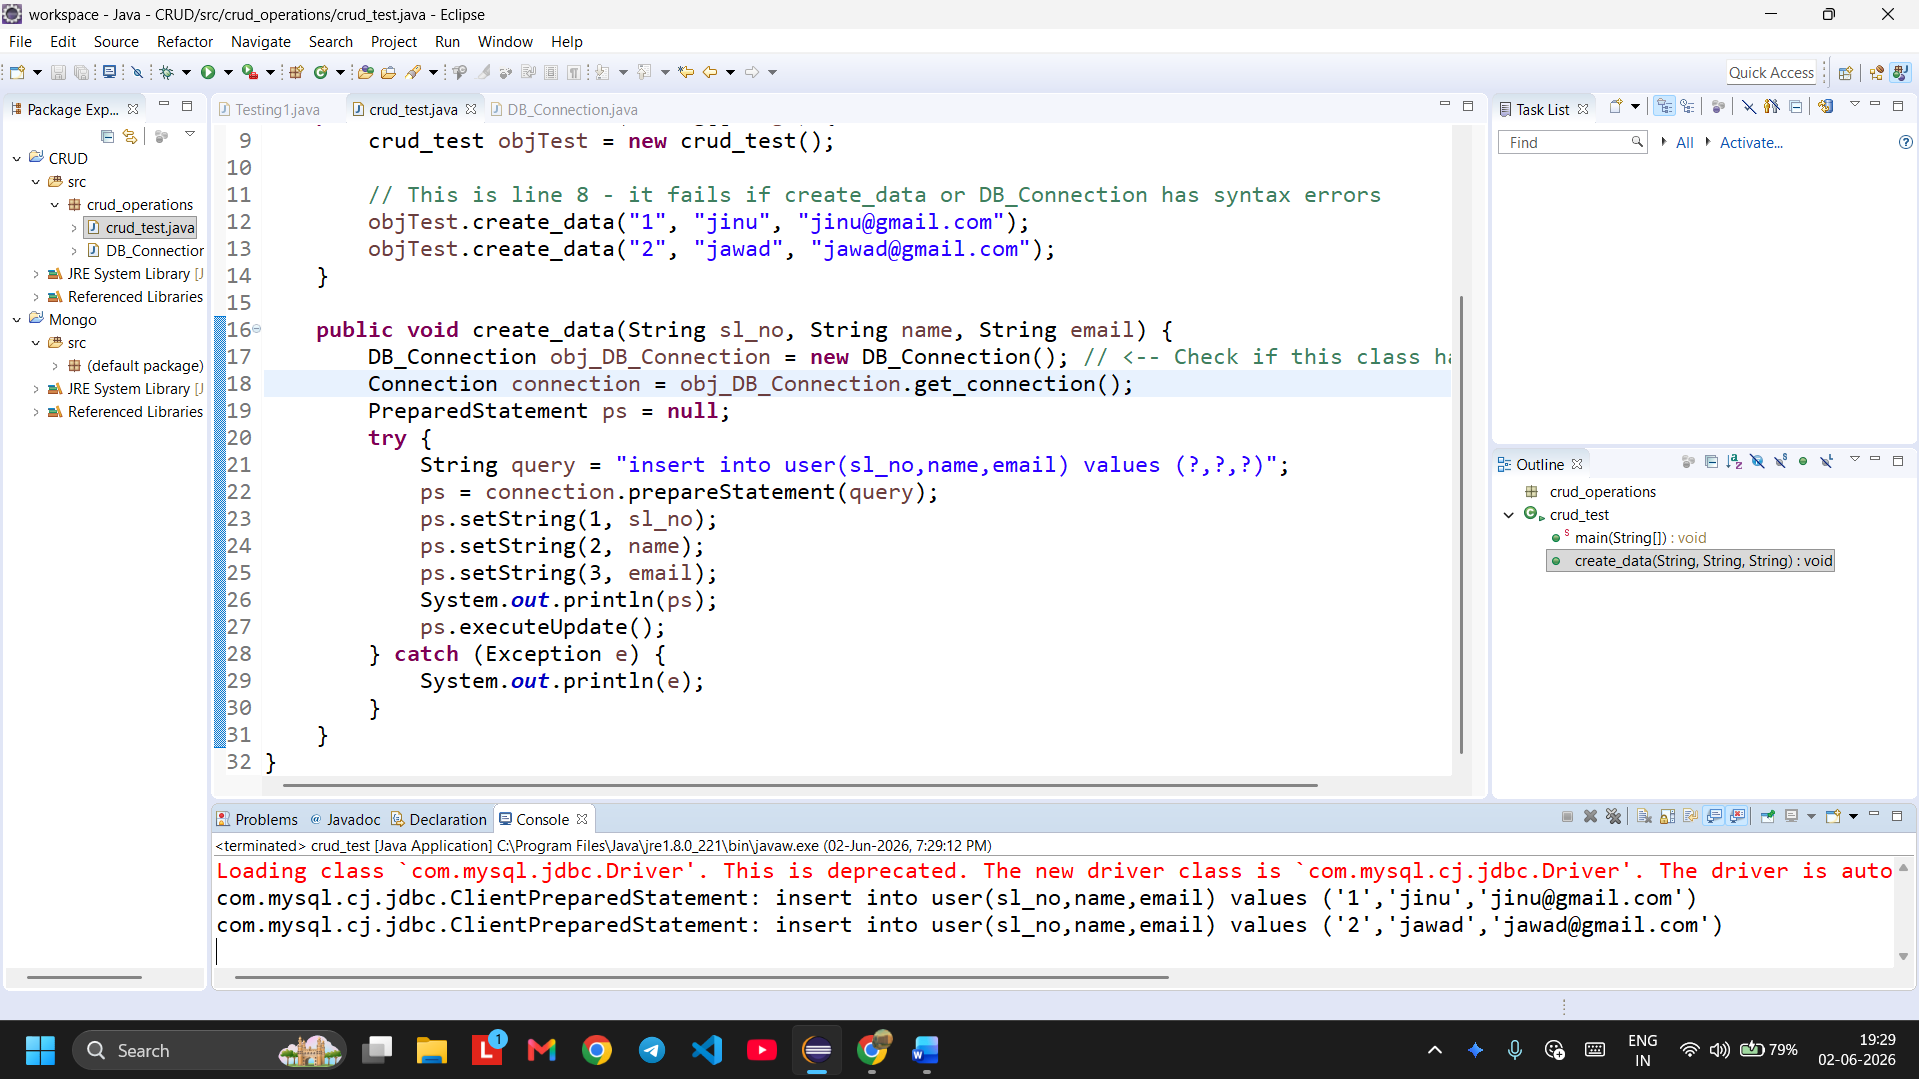 workspace - Java - CRUD/src/crud_operations/crud_test.java - Eclipse
File Edit Source Refactor Navigate Search Project Run Window Help
Quick Access
Package Exp...
CRUD
src
crud_operations
crud_test.java
DB_Connection
JRE System Library [J
Referenced Libraries
Mongo
src
(default package)
JRE System Library [J
Referenced Libraries
Testing1.java crud_test.java DB_Connection.java
9 crud_test objTest = new crud_test();
10
11 // This is line 8 - it fails if create_data or DB_Connection has syntax errors
12 objTest.create_data("1", "jinu", "jinu@gmail.com");
13 objTest.create_data("2", "jawad", "jawad@gmail.com");
14 }
15
16 public void create_data(String sl_no, String name, String email) {
17 DB_Connection obj_DB_Connection = new DB_Connection(); // <-- Check if this class ha
18 Connection connection = obj_DB_Connection.get_connection();
19 PreparedStatement ps = null;
20 try {
21 String query = "insert into user(sl_no,name,email) values (?,?,?)";
22 ps = connection.prepareStatement(query);
23 ps.setString(1, sl_no);
24 ps.setString(2, name);
25 ps.setString(3, email);
26 System.out.println(ps);
27 ps.executeUpdate();
28 } catch (Exception e) {
29 System.out.println(e);
30 }
31 }
32 }
Task List
Find All Activate...
Outline
crud_operations
crud_test
main(String[]) : void
create_data(String, String, String) : void
Problems @ Javadoc Declaration Console
<terminated> crud_test [Java Application] C:\Program Files\Java\jre1.8.0_221\bin\javaw.exe (02-Jun-2026, 7:29:12 PM)
Loading class `com.mysql.jdbc.Driver'. This is deprecated. The new driver class is `com.mysql.cj.jdbc.Driver'. The driver is auto
com.mysql.cj.jdbc.ClientPreparedStatement: insert into user(sl_no,name,email) values ('1','jinu','jinu@gmail.com')
com.mysql.cj.jdbc.ClientPreparedStatement: insert into user(sl_no,name,email) values ('2','jawad','jawad@gmail.com')
Search
1
ENG
IN
79%
19:29
02-06-2026